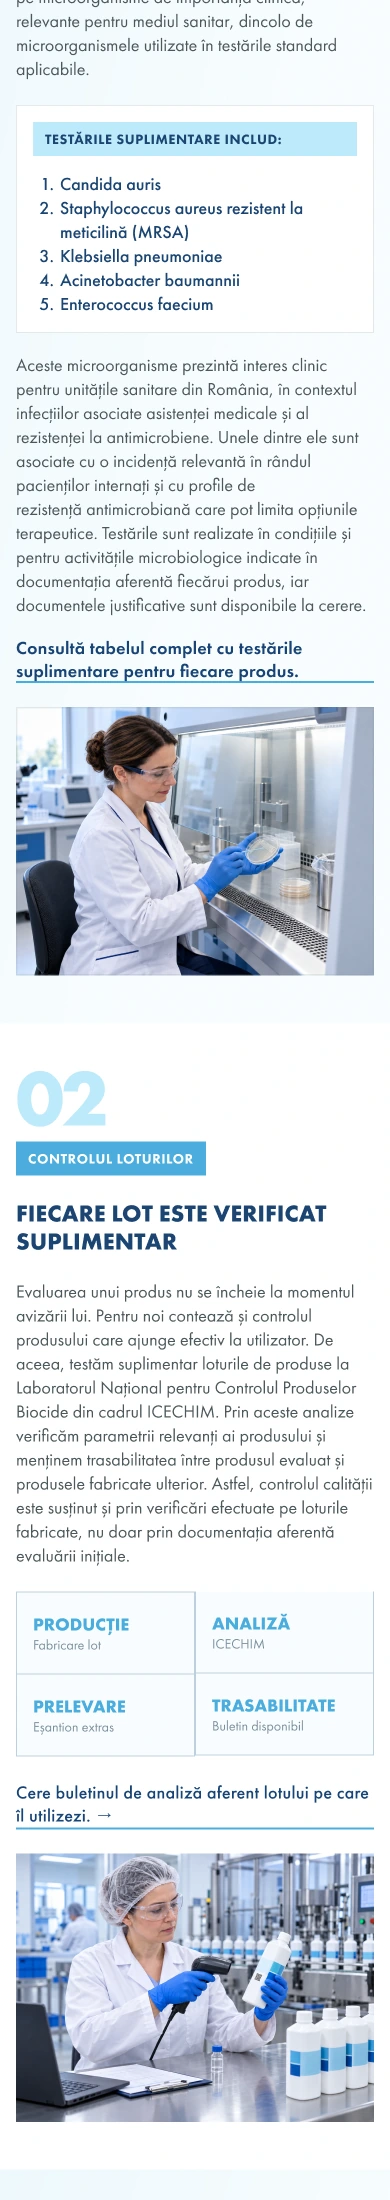 pe microorganisme de importanță clinică,
relevante pentru mediul sanitar, dincolo de
microorganismele utilizate în testările standard
aplicabile.
TESTĂRILE SUPLIMENTARE INCLUD:
1. Candida auris
2. Staphylococcus aureus rezistent la
meticilină (MRSA)
3. Klebsiella pneumoniae
4. Acinetobacter baumannii
5. Enterococcus faecium
Aceste microorganisme prezintă interes clinic
pentru unitățile sanitare din România, în contextul
infecțiilor asociate asistenței medicale și al
rezistenței la antimicrobiene. Unele dintre ele sunt
asociate cu o incidență relevantă în rândul
pacienților internați și cu profile de
rezistență antimicrobiană care pot limita opțiunile
terapeutice. Testările sunt realizate în condițiile și
pentru activitățile microbiologice indicate în
documentația aferentă fiecărui produs, iar
documentele justificative sunt disponibile la cerere.
Consultă tabelul complet cu testările
suplimentare pentru fiecare produs.
02
CONTROLUL LOTURILOR
FIECARE LOT ESTE VERIFICAT
SUPLIMENTAR
Evaluarea unui produs nu se încheie la momentul
avizării lui. Pentru noi contează și controlul
produsului care ajunge efectiv la utilizator. De
aceea, testăm suplimentar loturile de produse la
Laboratorul Național pentru Controlul Produselor
Biocide din cadrul ICECHIM. Prin aceste analize
verificăm parametrii relevanți ai produsului și
menținem trasabilitatea între produsul evaluat și
produsele fabricate ulterior. Astfel, controlul calității
este susținut și prin verificări efectuate pe loturile
fabricate, nu doar prin documentația aferentă
evaluării inițiale.
PRODUCȚIE
Fabricare lot
ANALIZĂ
ICECHIM
PRELEVARE
Eșantion extras
TRASABILITATE
Buletin disponibil
Cere buletinul de analiză aferent lotului pe care
îl utilizezi. →